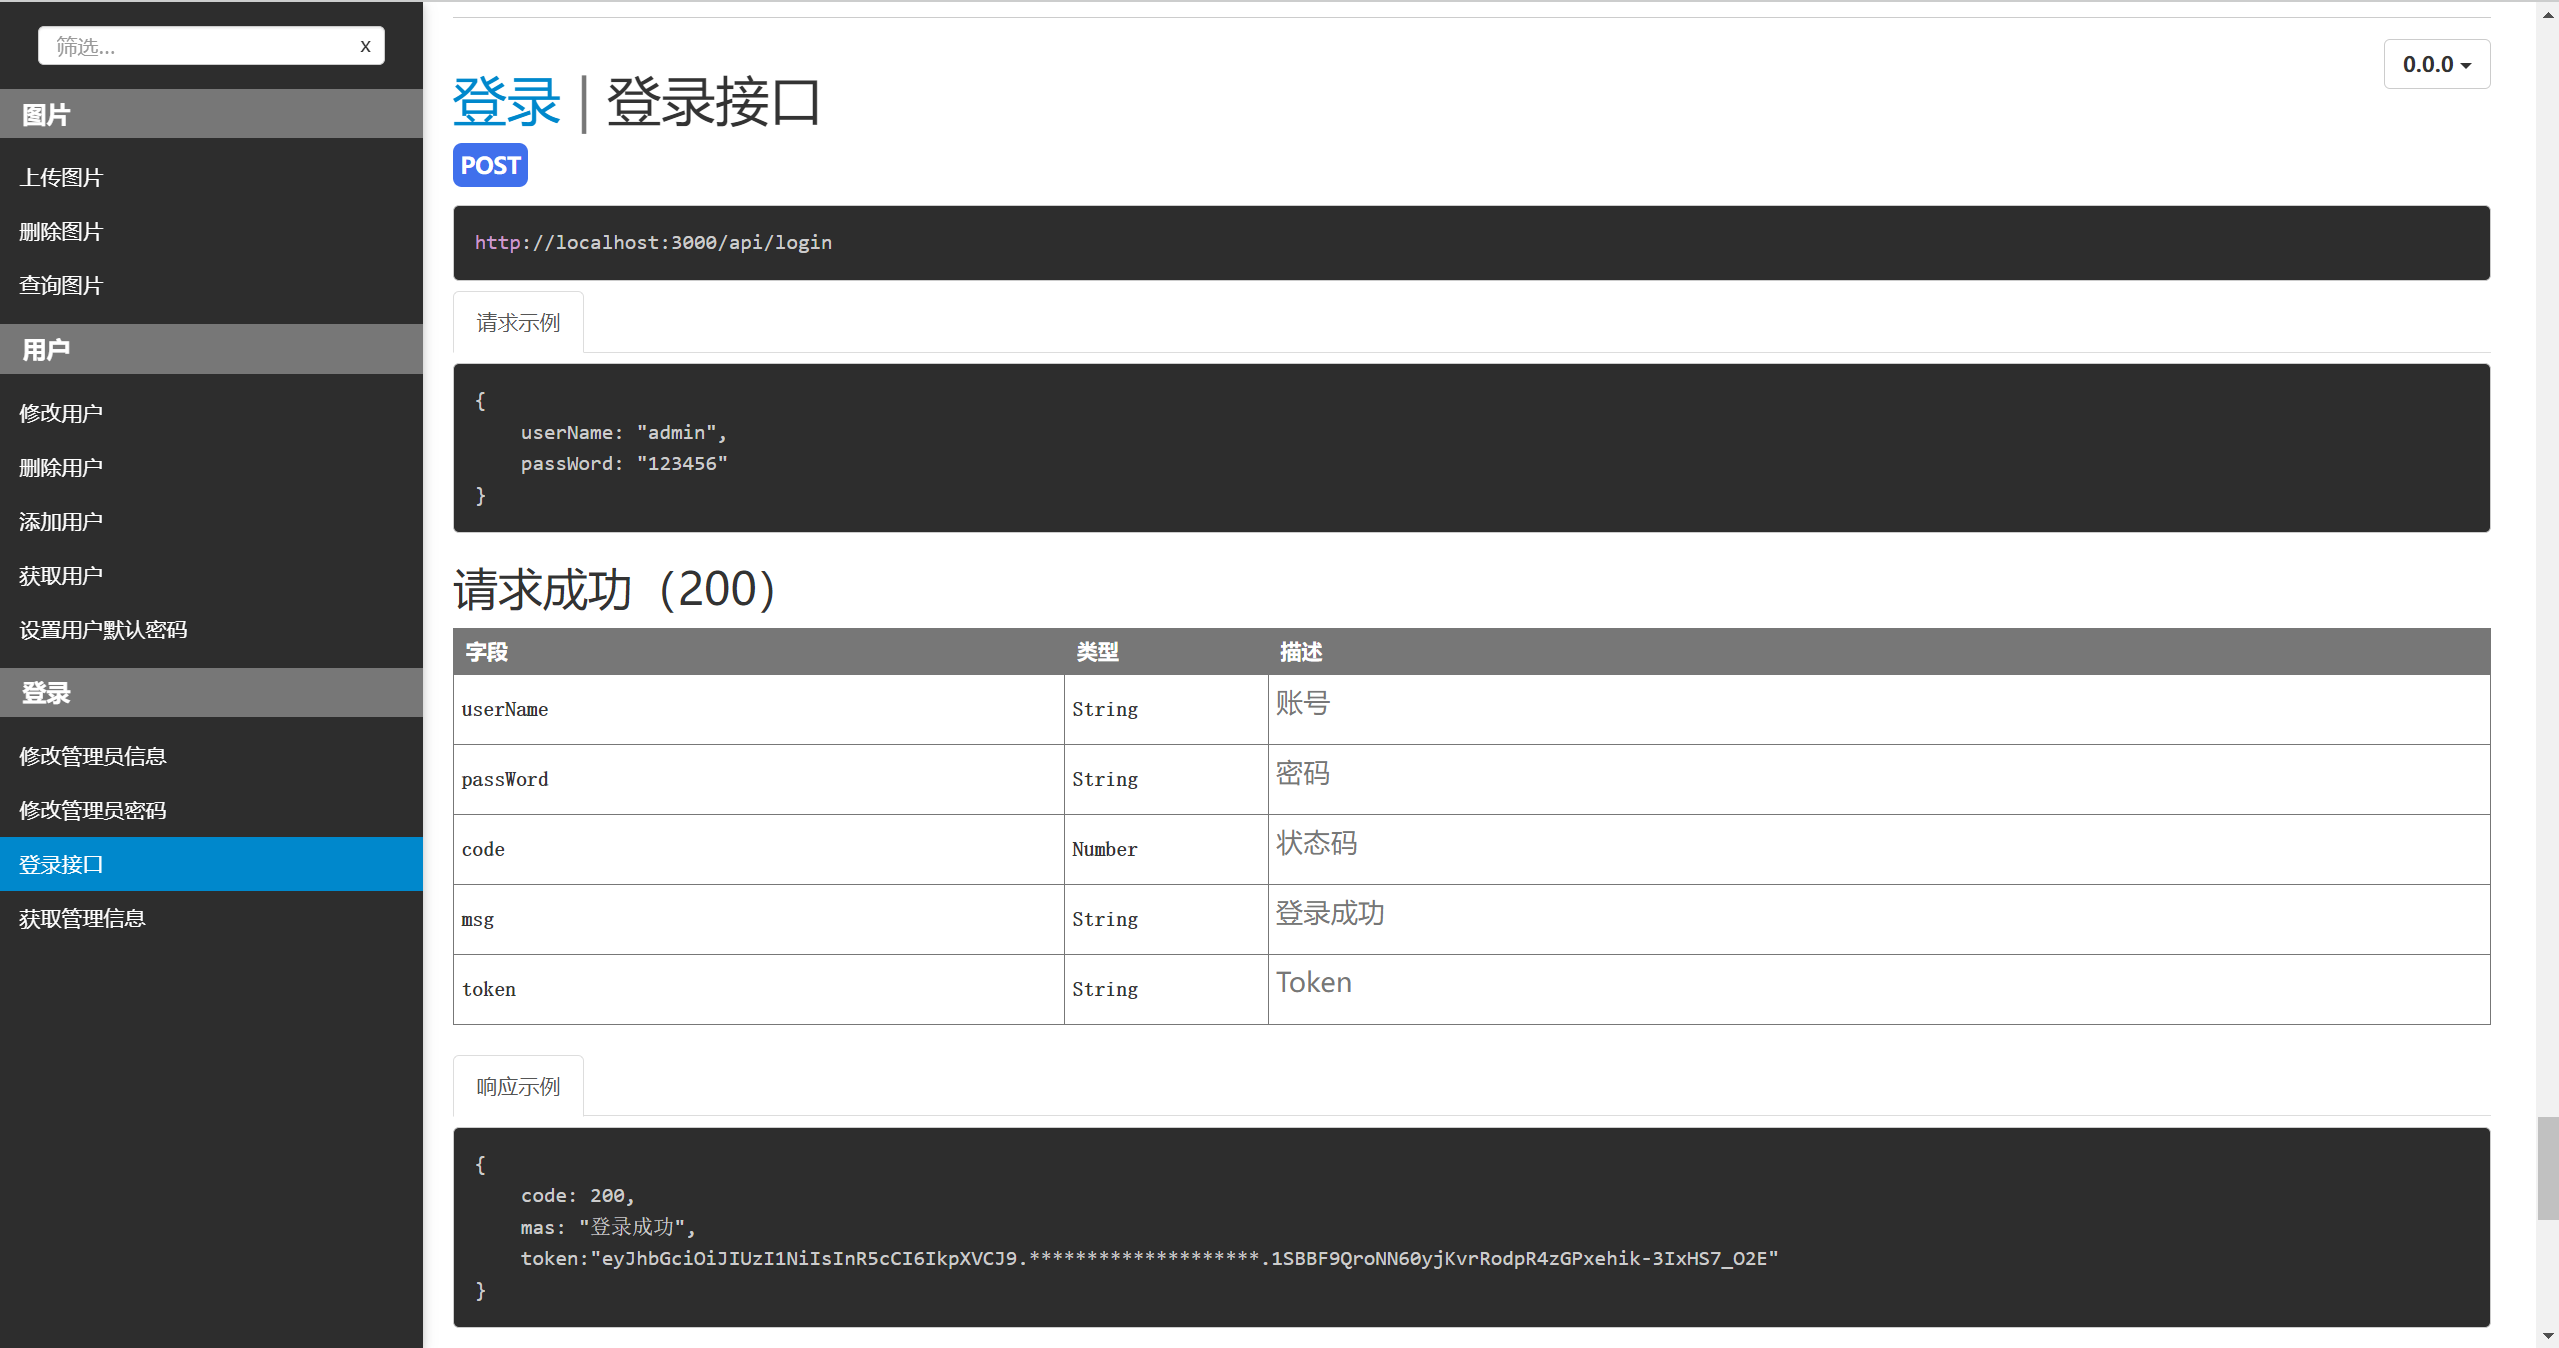 筛选... x
图片
上传图片
删除图片
查询图片
用户
修改用户
删除用户
添加用户
获取用户
设置用户默认密码
登录
修改管理员信息
修改管理员密码
登录接口
获取管理信息
0.0.0
登录 | 登录接口
POST
http://localhost:3000/api/login
请求示例
{
    userName: "admin",
    passWord: "123456"
}
请求成功（200）
字段 类型 描述
userName String 账号
passWord String 密码
code Number 状态码
msg String 登录成功
token String Token
响应示例
{
    code: 200,
    mas: "登录成功",
    token:"eyJhbGciOiJIUzI1NiIsInR5cCI6IkpXVCJ9.********************.1SBBF9QroNN60yjKvrRodpR4zGPxehik-3IxHS7_O2E"
}